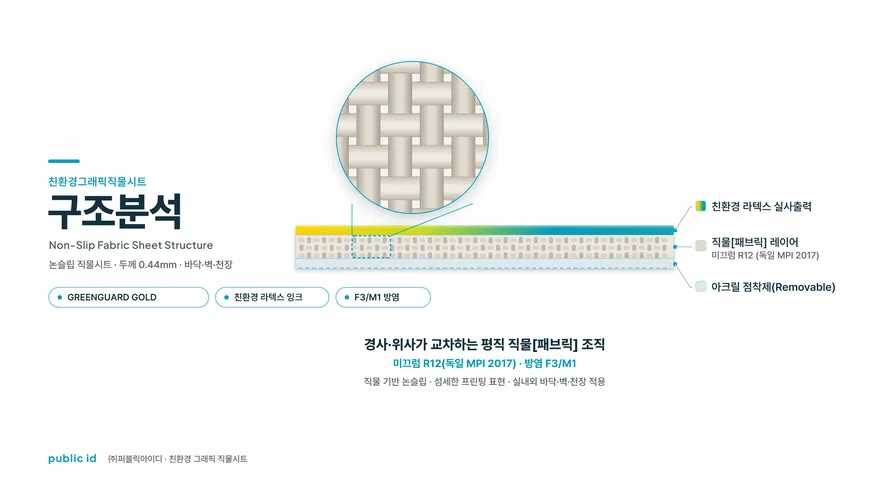 친환경그래픽직물시트
구조분석
Non-Slip Fabric Sheet Structure
논슬립 직물시트 · 두께 0.44mm · 바닥·벽·천장
GREENGUARD GOLD
친환경 라텍스 잉크
F3/M1 방염
친환경 라텍스 실사출력
직물[패브릭] 레이어
미끄럼 R12 (독일 MPI 2017)
아크릴 점착제(Removable)
경사·위사가 교차하는 평직 직물[패브릭] 조직
미끄럼 R12(독일 MPI 2017) · 방염 F3/M1
직물 기반 논슬립 · 섬세한 프린팅 표현 · 실내외 바닥·벽·천장 적용
public id
㈜퍼블릭아이디 · 친환경 그래픽 직물시트